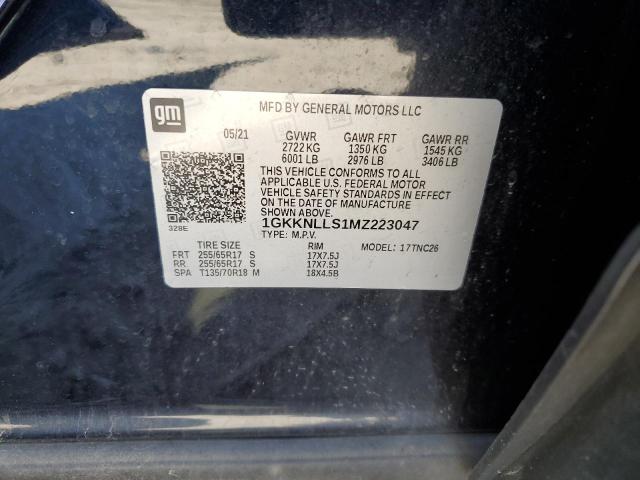 gm
MFD BY GENERAL MOTORS LLC
05/21 GVWR GAWR FRT GAWR RR
2722 KG 1350 KG 1545 KG
6001 LB 2976 LB 3406 LB
THIS VEHICLE CONFORMS TO ALL
APPLICABLE U.S. FEDERAL MOTOR
VEHICLE SAFETY STANDARDS IN EFFECT
ON THE DATE OF MANUFACTURE
SHOWN ABOVE.
328E 1GKKNLLS1MZ223047
TYPE: M.P.V. MODEL: 17TNC26
TIRE SIZE RIM
FRT 255/65R17 S 17X7.5J
RR 255/65R17 S 17X7.5J
SPA T135/70R18 M 18X4.5B